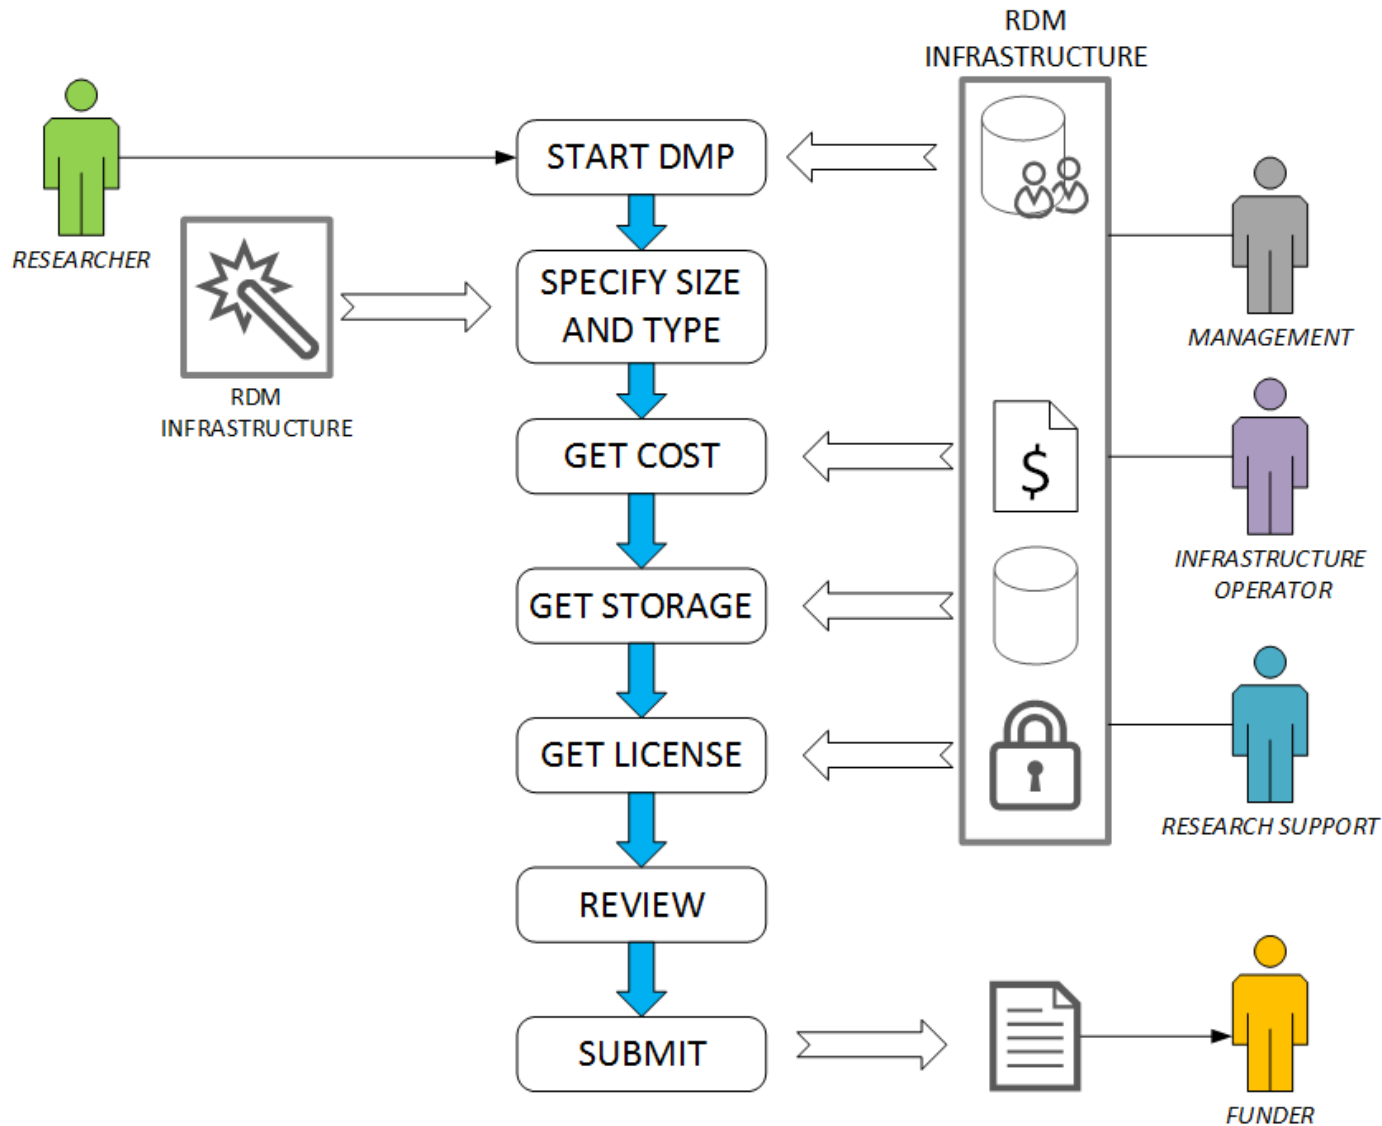 RDM
INFRASTRUCTURE
START DMP
RESEARCHER
SPECIFY SIZE
AND TYPE
MANAGEMENT
RDM
INFRASTRUCTURE
GET COST
$
INFRASTRUCTURE
OPERATOR
GET STORAGE
GET LICENSE
RESEARCH SUPPORT
REVIEW
SUBMIT
FUNDER